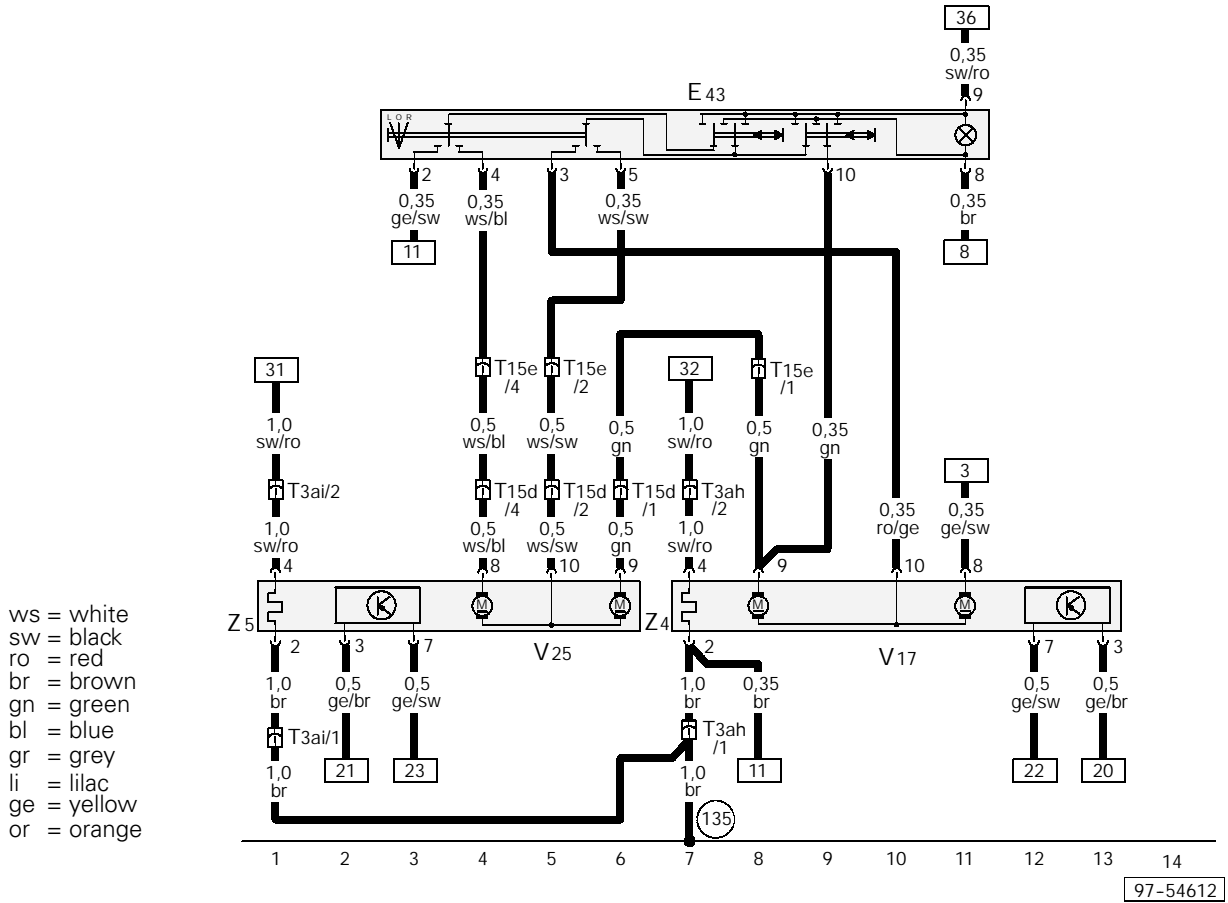 36
0,35
sw/ro
9
E 43
L O R
2 4 3 5 10 8
0,35
ge/sw
0,35
ws/bl
0,35
ws/sw
0,35
br
11
8
31
T15e
/4
T15e
/2
32
T15e
/1
1,0
sw/ro
0,5
ws/bl
0,5
ws/sw
0,5
gn
1,0
sw/ro
0,5
gn
0,35
gn
3
T3ai/2
T15d
/4
T15d
/2
T15d
/1
T3ah
/2
0,35
ro/ge
0,35
ge/sw
1,0
sw/ro
0,5
ws/bl
0,5
ws/sw
0,5
gn
1,0
sw/ro
4 8 10 9 4 9 10 8
K M M M M K
Z 5
Z 4
V 25
V 17
2 3 7 2 7 3
1,0
br
0,5
ge/br
0,5
ge/sw
1,0
br
0,35
br
0,5
ge/sw
0,5
ge/br
T3ai/1
T3ah
/1
21
23
11
22
20
1,0
br
1,0
br
135
ws = white
sw = black
ro = red
br = brown
gn = green
bl = blue
gr = grey
li = lilac
ge = yellow
or = orange
1 2 3 4 5 6 7 8 9 10 11 12 13 14
97-54612